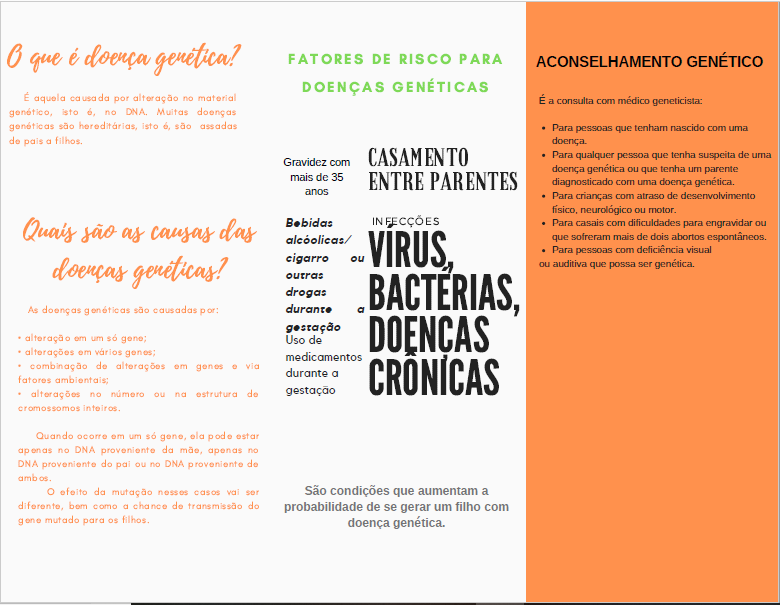 O que é doença genética?
É aquela causada por alteração no material
genético, isto é, no DNA. Muitas doenças
genéticas são hereditárias, isto é, são assadas
de pais a filhos.
Quais são as causas das
doenças genéticas?
As doenças genéticas são causadas por:
• alteração em um só gene;
• alterações em vários genes;
• combinação de alterações em genes e via
fatores ambientais;
• alterações no número ou na estrutura de
cromossomos inteiros.
Quando ocorre em um só gene, ela pode estar
apenas no DNA proveniente da mãe, apenas no
DNA proveniente do pai ou no DNA proveniente de
ambos.
O efeito da mutação nesses casos vai ser
diferente, bem como a chance de transmissão do
gene mutado para os filhos.
FATORES DE RISCO PARA
DOENÇAS GENÉTICAS
Gravidez com
mais de 35
anos
CASAMENTO
ENTRE PARENTES
Bebidas
alcóolicas/
cigarro ou
outras
drogas
durante a
gestação
Uso de
medicamentos
durante a
gestação
INFECÇÕES
VÍRUS,
BACTÉRIAS,
DOENÇAS
CRÔNICAS
São condições que aumentam a
probabilidade de se gerar um filho com
doença genética.
ACONSELHAMENTO GENÉTICO
É a consulta com médico geneticista:
• Para pessoas que tenham nascido com uma
doença.
• Para qualquer pessoa que tenha suspeita de uma
doença genética ou que tenha um parente
diagnosticado com uma doença genética.
• Para crianças com atraso de desenvolvimento
físico, neurológico ou motor.
• Para casais com dificuldades para engravidar ou
que sofreram mais de dois abortos espontâneos.
• Para pessoas com deficiência visual
ou auditiva que possa ser genética.